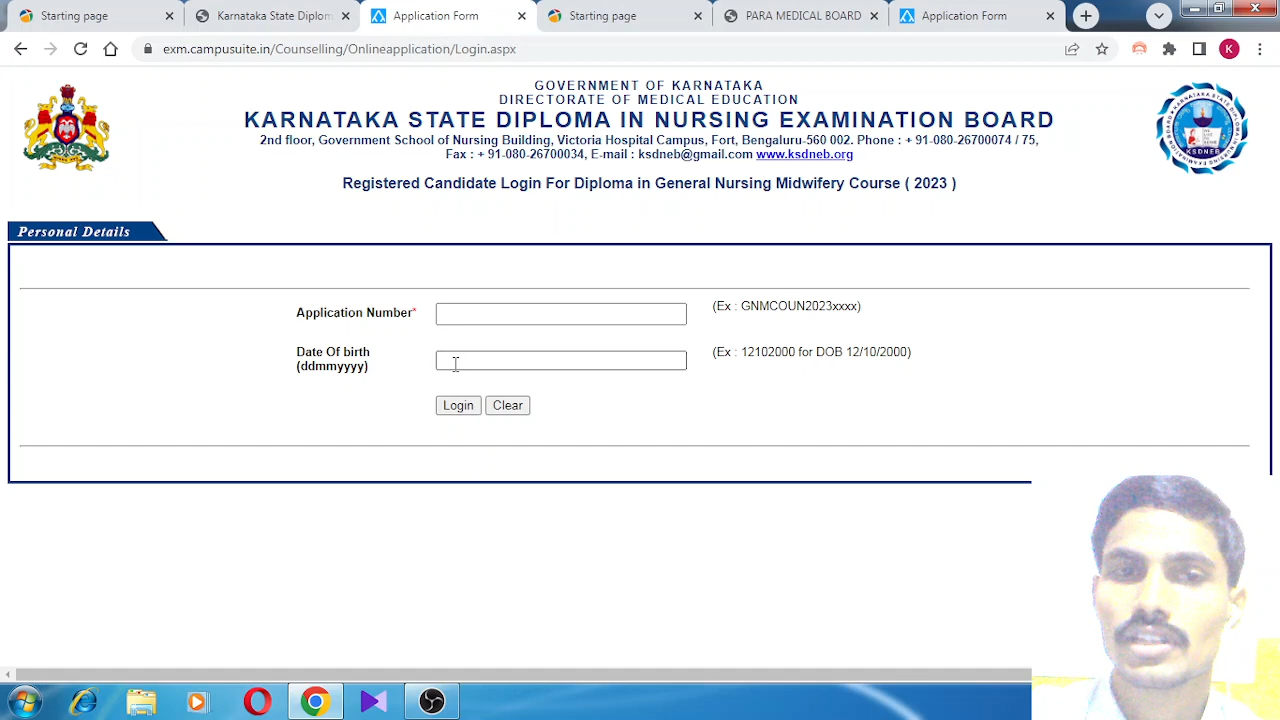 Starting page
Karnataka State Diplom
Application Form
Starting page
PARA MEDICAL BOARD
Application Form
exm.campusuite.in/Counselling/Onlineapplication/Login.aspx
K
GOVERNMENT OF KARNATAKA
DIRECTORATE OF MEDICAL EDUCATION
KARNATAKA STATE DIPLOMA IN NURSING EXAMINATION BOARD
2nd floor, Government School of Nursing Building, Victoria Hospital Campus, Fort, Bengaluru-560 002. Phone : + 91-080-26700074 / 75,
Fax : + 91-080-26700034, E-mail : ksdneb@gmail.com www.ksdneb.org
Registered Candidate Login For Diploma in General Nursing Midwifery Course ( 2023 )
KSDNEB
Personal Details
Application Number*
(Ex : GNMCOUN2023xxxx)
Date Of birth
(ddmmyyyy)
(Ex : 12102000 for DOB 12/10/2000)
Login
Clear